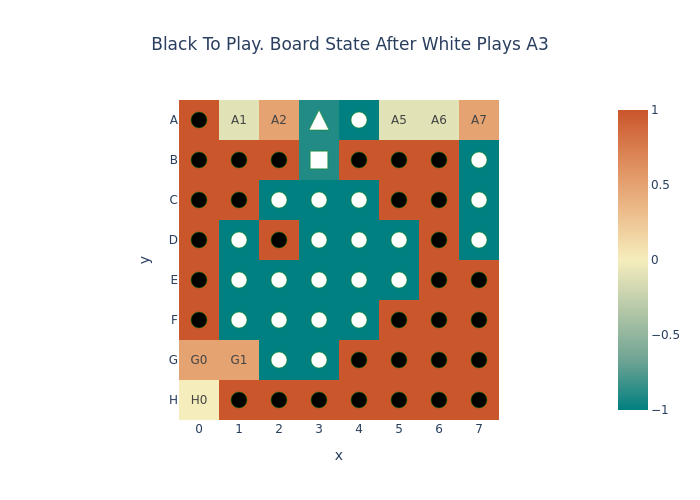 Black To Play. Board State After White Plays A3
A A1 A2 A5 A6 A7
B
C
D
E
F
G G0 G1
H H0
0 1 2 3 4 5 6 7
x
y
1
0.5
0
−0.5
−1